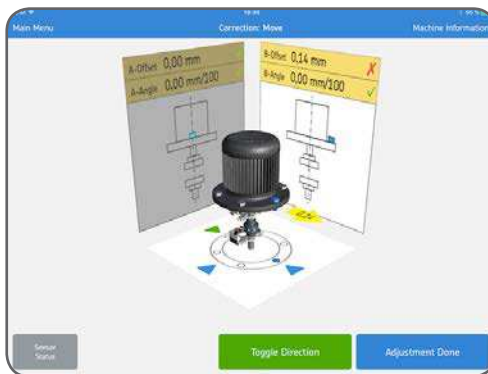 Main Menu
Correction: Move
Machine Information
A-Offset 0,00 mm
A-Angle 0,00 mm/100
B-Offset 0,14 mm
B-Angle 0,00 mm/100
Sensor
Status
Toggle Direction
Adjustment Done